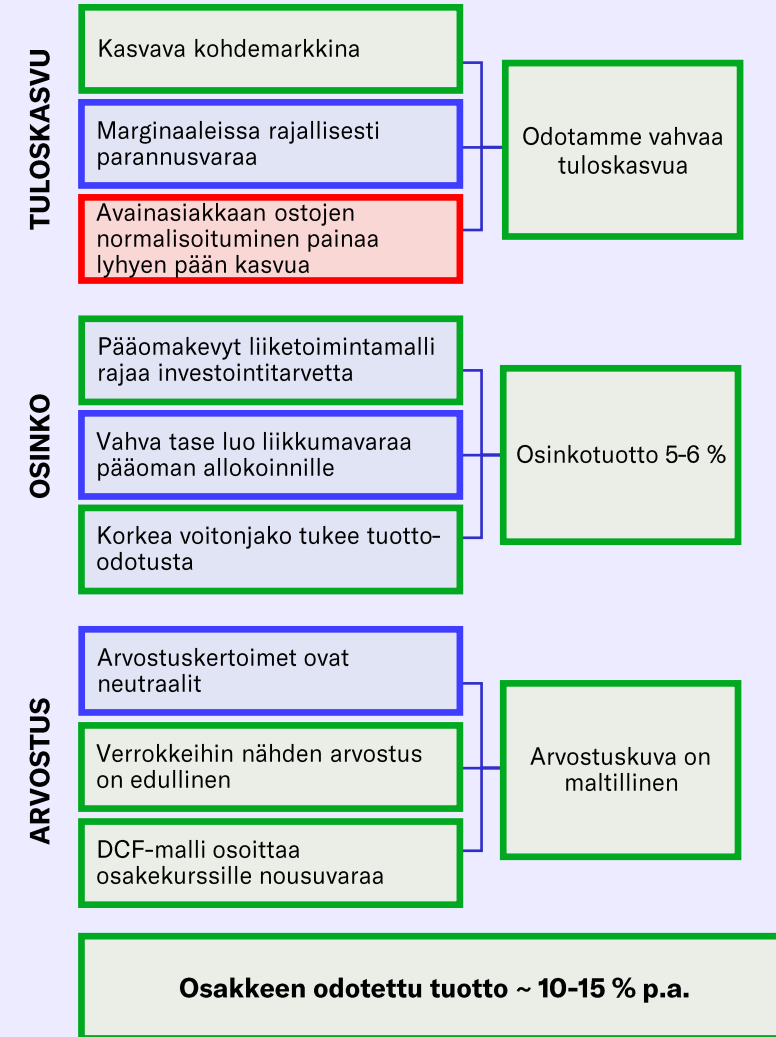 TULOSKASVU
Kasvava kohdemarkkina
Marginaaleissa rajallisesti
parannusvaraa
Avainasiakkaan ostojen
normalisoituminen painaa
lyhyen pään kasvua
Odotamme vahvaa
tuloskasvua
OSINKO
Pääomakevyt liiketoimintamalli
rajaa investointitarvetta
Vahva tase luo liikkumavaraa
pääoman allokoinnille
Korkea voitonjako tukee tuotto-
odotusta
Osinkotuotto 5-6 %
ARVOSTUS
Arvostuskertoimet ovat
neutraalit
Verrokkeihin nähden arvostus
on edullinen
DCF-malli osoittaa
osakekurssille nousuvaraa
Arvostuskuva on
maltillinen
Osakkeen odotettu tuotto ~ 10-15 % p.a.